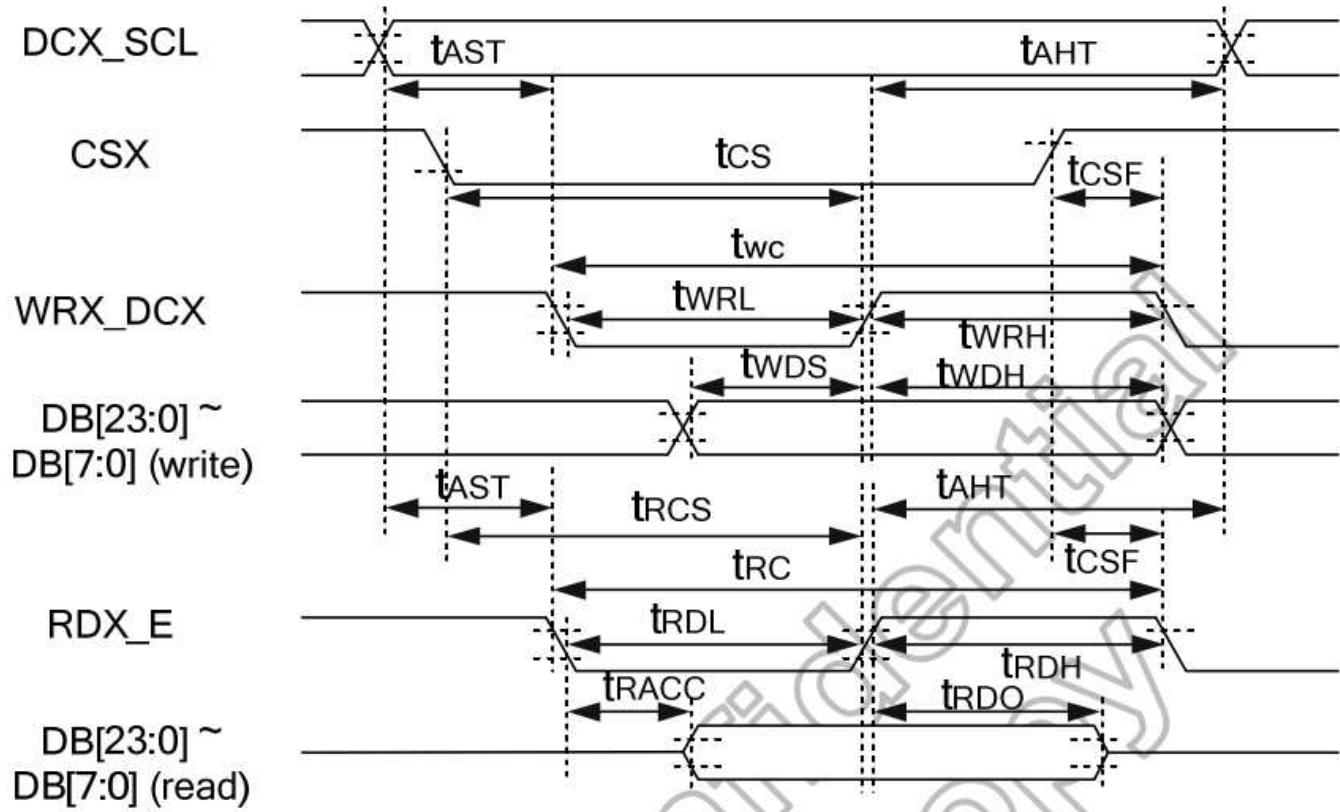 DCX_SCL
tAST
tAHT
CSX
tCS
tCSF
twc
WRX_DCX
tWRL
tWRH
tWDS
tWDH
DB[23:0] ~
DB[7:0] (write)
tAST
tAHT
tRCS
tCSF
tRC
RDX_E
tRDL
tRDH
tRACC
tRDO
DB[23:0] ~
DB[7:0] (read)